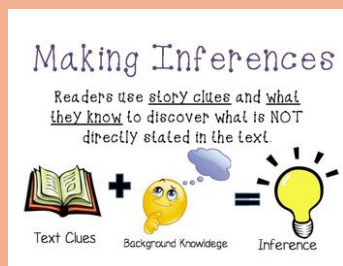 Making Inferences
Readers use story clues and what
they know to discover what is NOT
directly stated in the text.
Text Clues
Background Knowidege
Inference